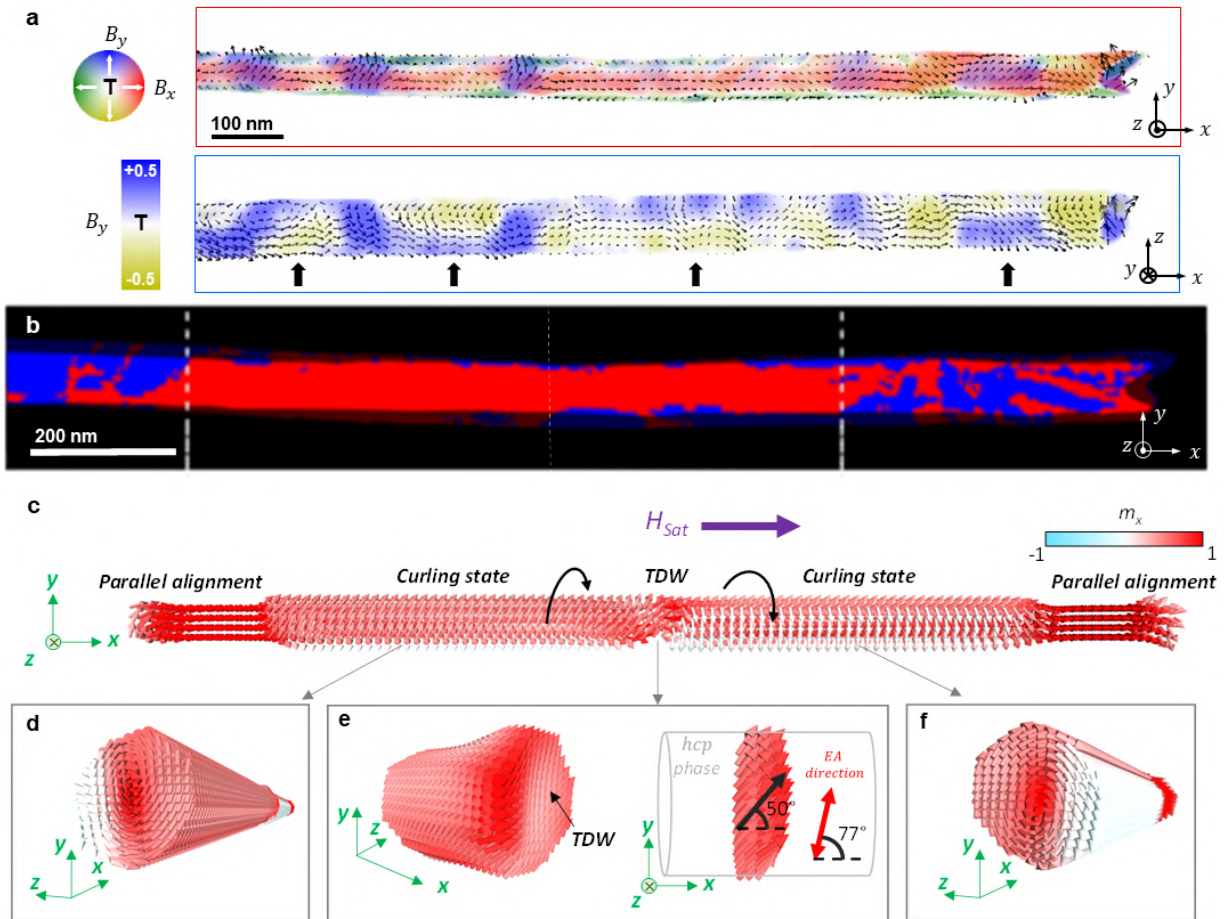 a
B_y
T
B_x
100 nm
y
z
x
+0.5
B_y
T
-0.5
z
y
x
b
200 nm
y
z
x
c
H_Sat
m_x
-1
1
Parallel alignment
Curling state
TDW
Curling state
Parallel alignment
y
x
z
d
y
x
z
e
hcp
phase
EA
direction
50°
77°
TDW
y
z
x
y
z
x
f
y
x
z